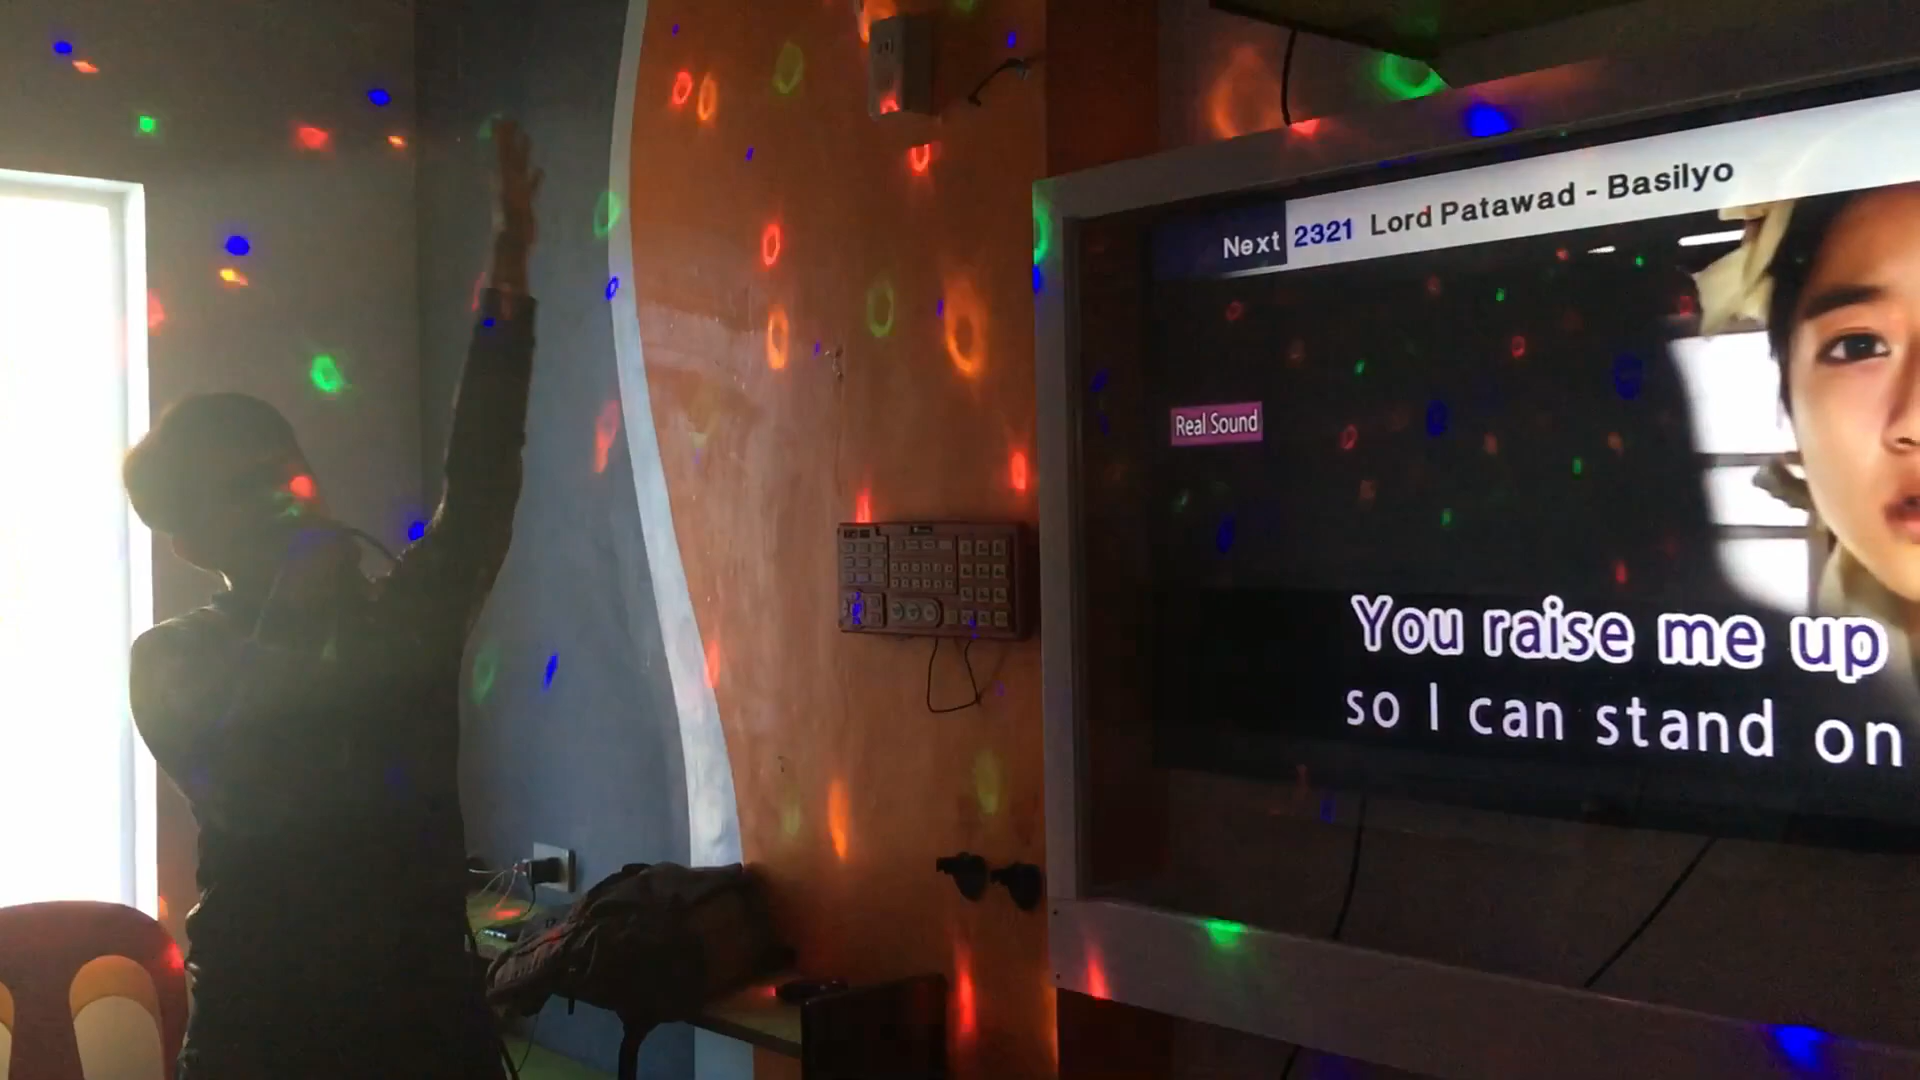 Next 2321 Lord Patawad - Basilyo
Real Sound
You raise me up
so I can stand on